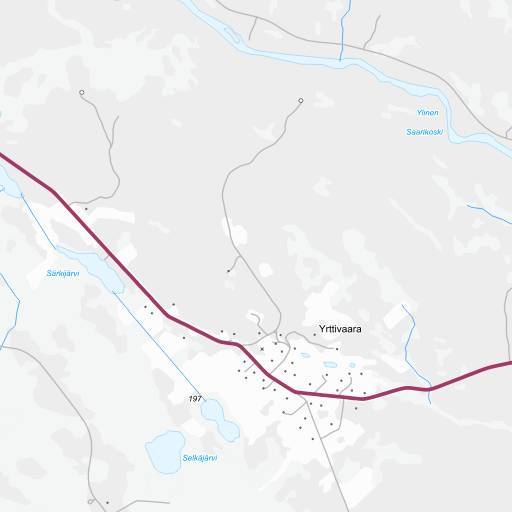 Ylinen
Saarikoski
Särkijärvi
Yrttivaara
197
Selkäjärvi